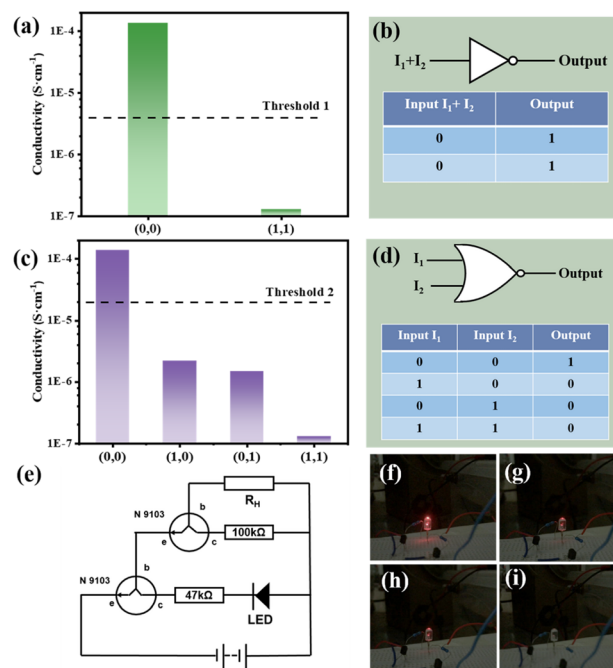 (a)
Conductivity (S·cm⁻¹)
1E-4
1E-5
1E-6
1E-7
Threshold 1
(0,0) (1,1)
(b)
I₁+I₂ Output
Input I₁+ I₂ Output
0 1
0 1
(c)
Conductivity (S·cm⁻¹)
1E-4
1E-5
1E-6
1E-7
Threshold 2
(0,0) (1,0) (0,1) (1,1)
(d)
I₁
I₂
Output
Input I₁ Input I₂ Output
0 0 1
1 0 0
0 1 0
1 1 0
(e)
N 9103
b
e c
R_H
100kΩ
N 9103
b
e c
47kΩ
LED
(f) (g)
(h) (i)